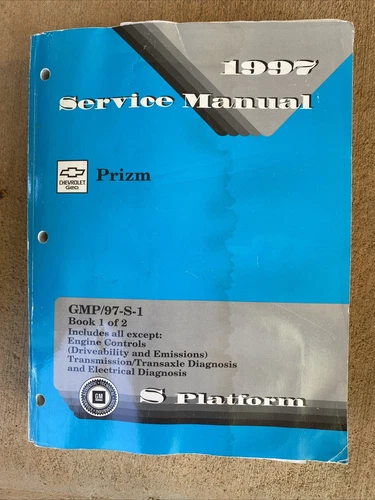 1997
Service Manual
CHEVROLET
Geo
Prizm
GMP/97-S-1
Book 1 of 2
Includes all except:
Engine Controls
(Driveability and Emissions)
Transmission/Transaxle Diagnosis
and Electrical Diagnosis
GM
S Platform